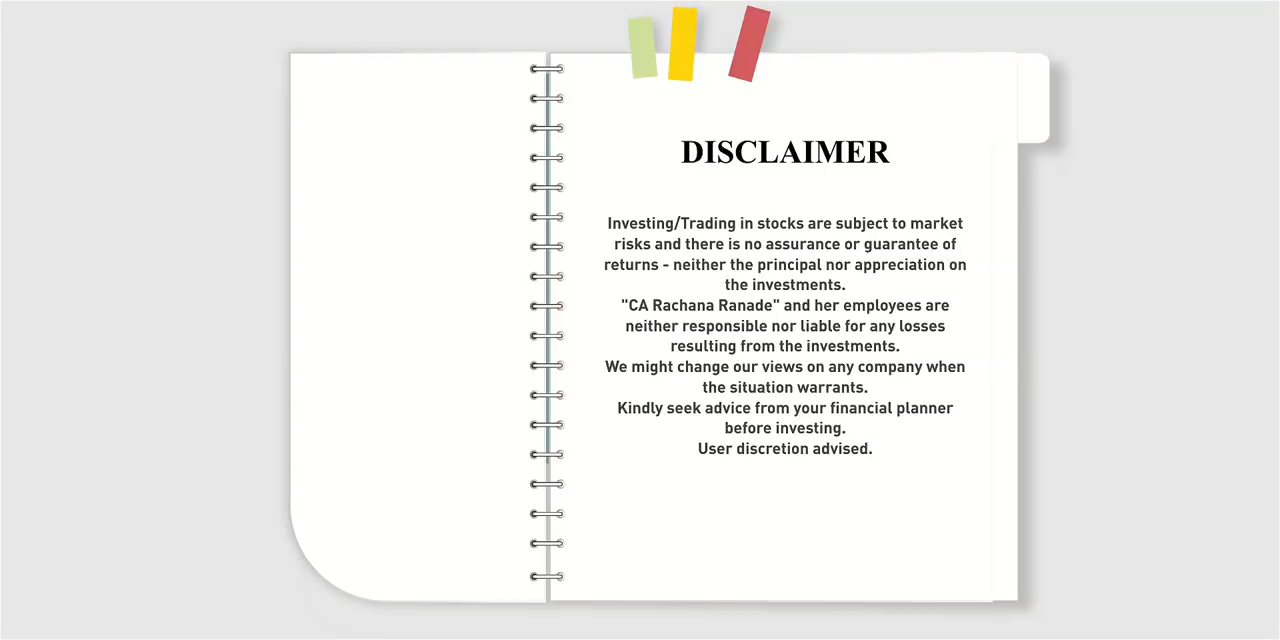 DISCLAIMER
Investing/Trading in stocks are subject to market
risks and there is no assurance or guarantee of
returns - neither the principal nor appreciation on
the investments.
"CA Rachana Ranade" and her employees are
neither responsible nor liable for any losses
resulting from the investments.
We might change our views on any company when
the situation warrants.
Kindly seek advice from your financial planner
before investing.
User discretion advised.